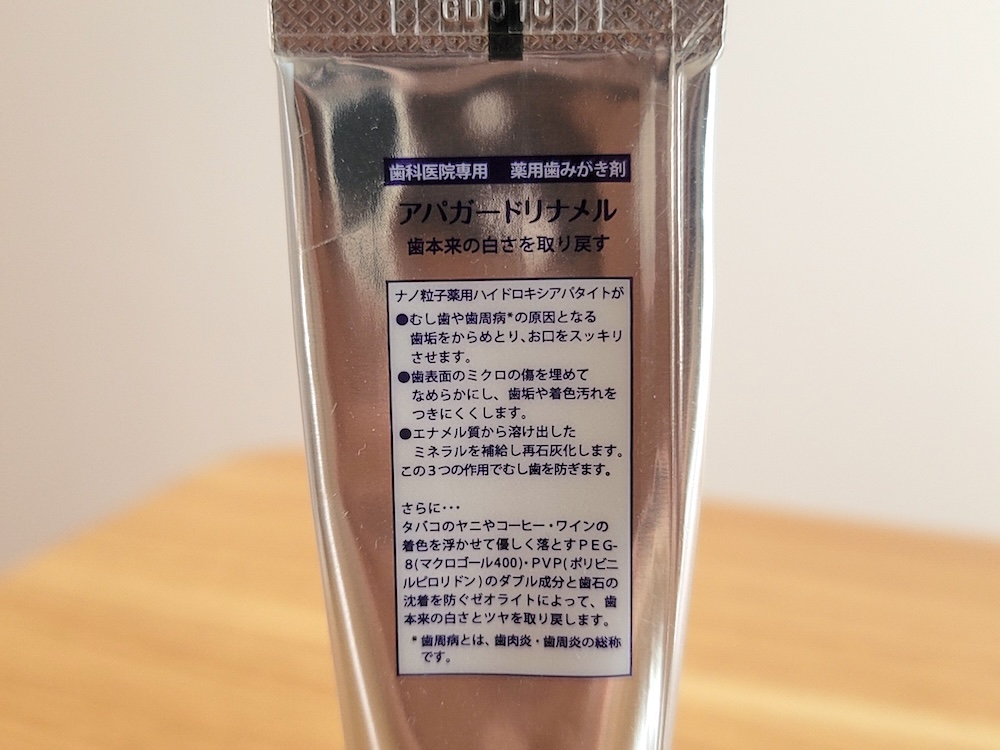 GD01C
歯科医院専用 薬用歯みがき剤
アパガードリナメル
歯本来の白さを取り戻す
ナノ粒子薬用ハイドロキシアパタイトが
●むし歯や歯周病*の原因となる
歯垢をからめとり、お口をスッキリ
させます。
●歯表面のミクロの傷を埋めて
なめらかにし、歯垢や着色汚れを
つきにくくします。
●エナメル質から溶け出した
ミネラルを補給し再石灰化します。
この3つの作用でむし歯を防ぎます。
さらに・・・
タバコのヤニやコーヒー・ワインの
着色を浮かせて優しく落とすPEG-
8(マクロゴール400)・PVP(ポリビニ
ルピロリドン)のダブル成分と歯石の
沈着を防ぐゼオライトによって、歯
本来の白さとツヤを取り戻します。
*歯周病とは、歯肉炎・歯周炎の総称
です。